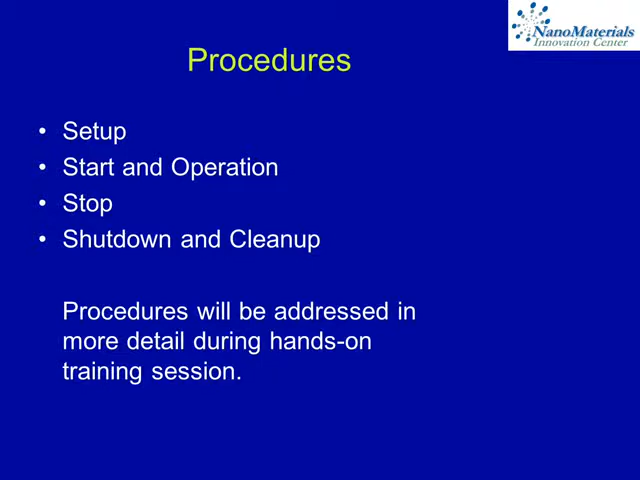 NanoMaterials
Innovation Center
Procedures
• Setup
• Start and Operation
• Stop
• Shutdown and Cleanup
Procedures will be addressed in
more detail during hands-on
training session.